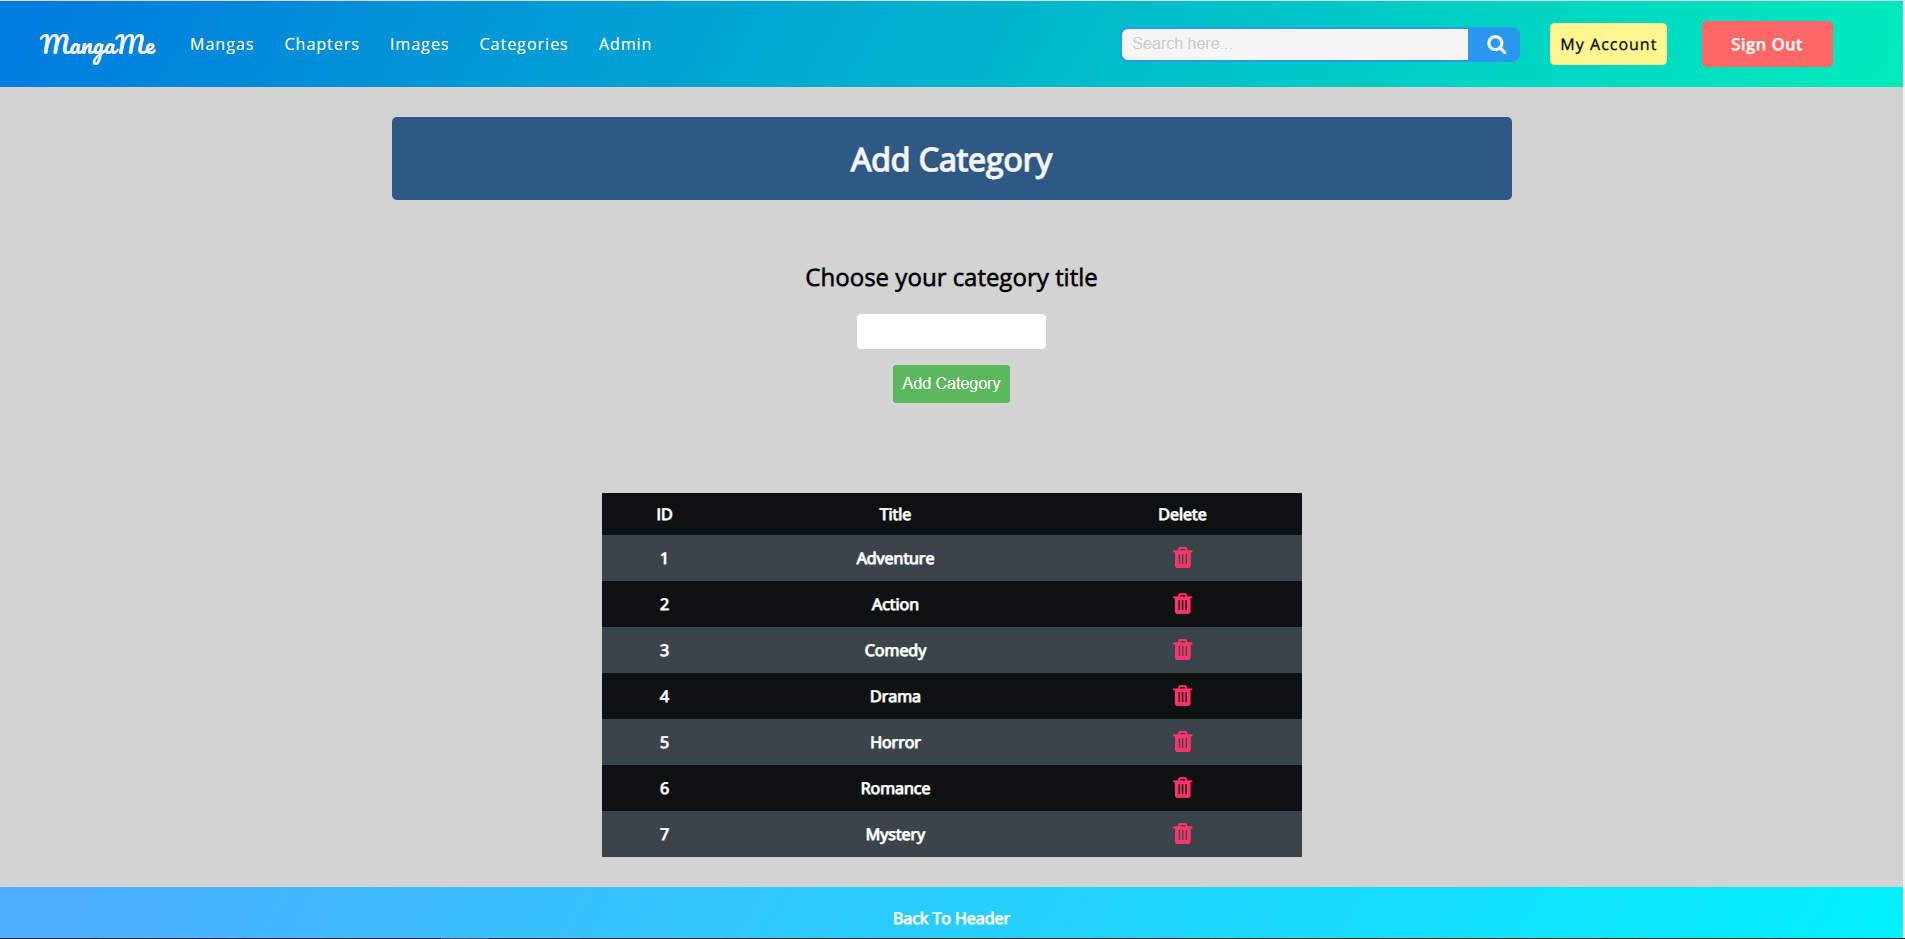 MangaMe Mangas Chapters Images Categories Admin Search here... My Account Sign Out
Add Category
Choose your category title
Add Category
ID Title Delete
1 Adventure
2 Action
3 Comedy
4 Drama
5 Horror
6 Romance
7 Mystery
Back To Header